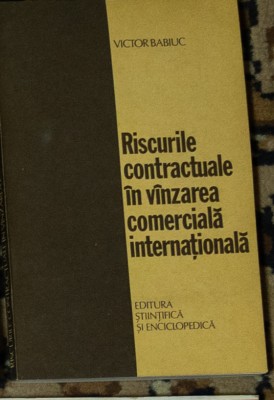 VICTOR BABIUC
Riscurile
contractuale
în vînzarea
comercială
internațională
EDITURA
ȘTIINȚIFICĂ
ȘI ENCICLOPEDICĂ